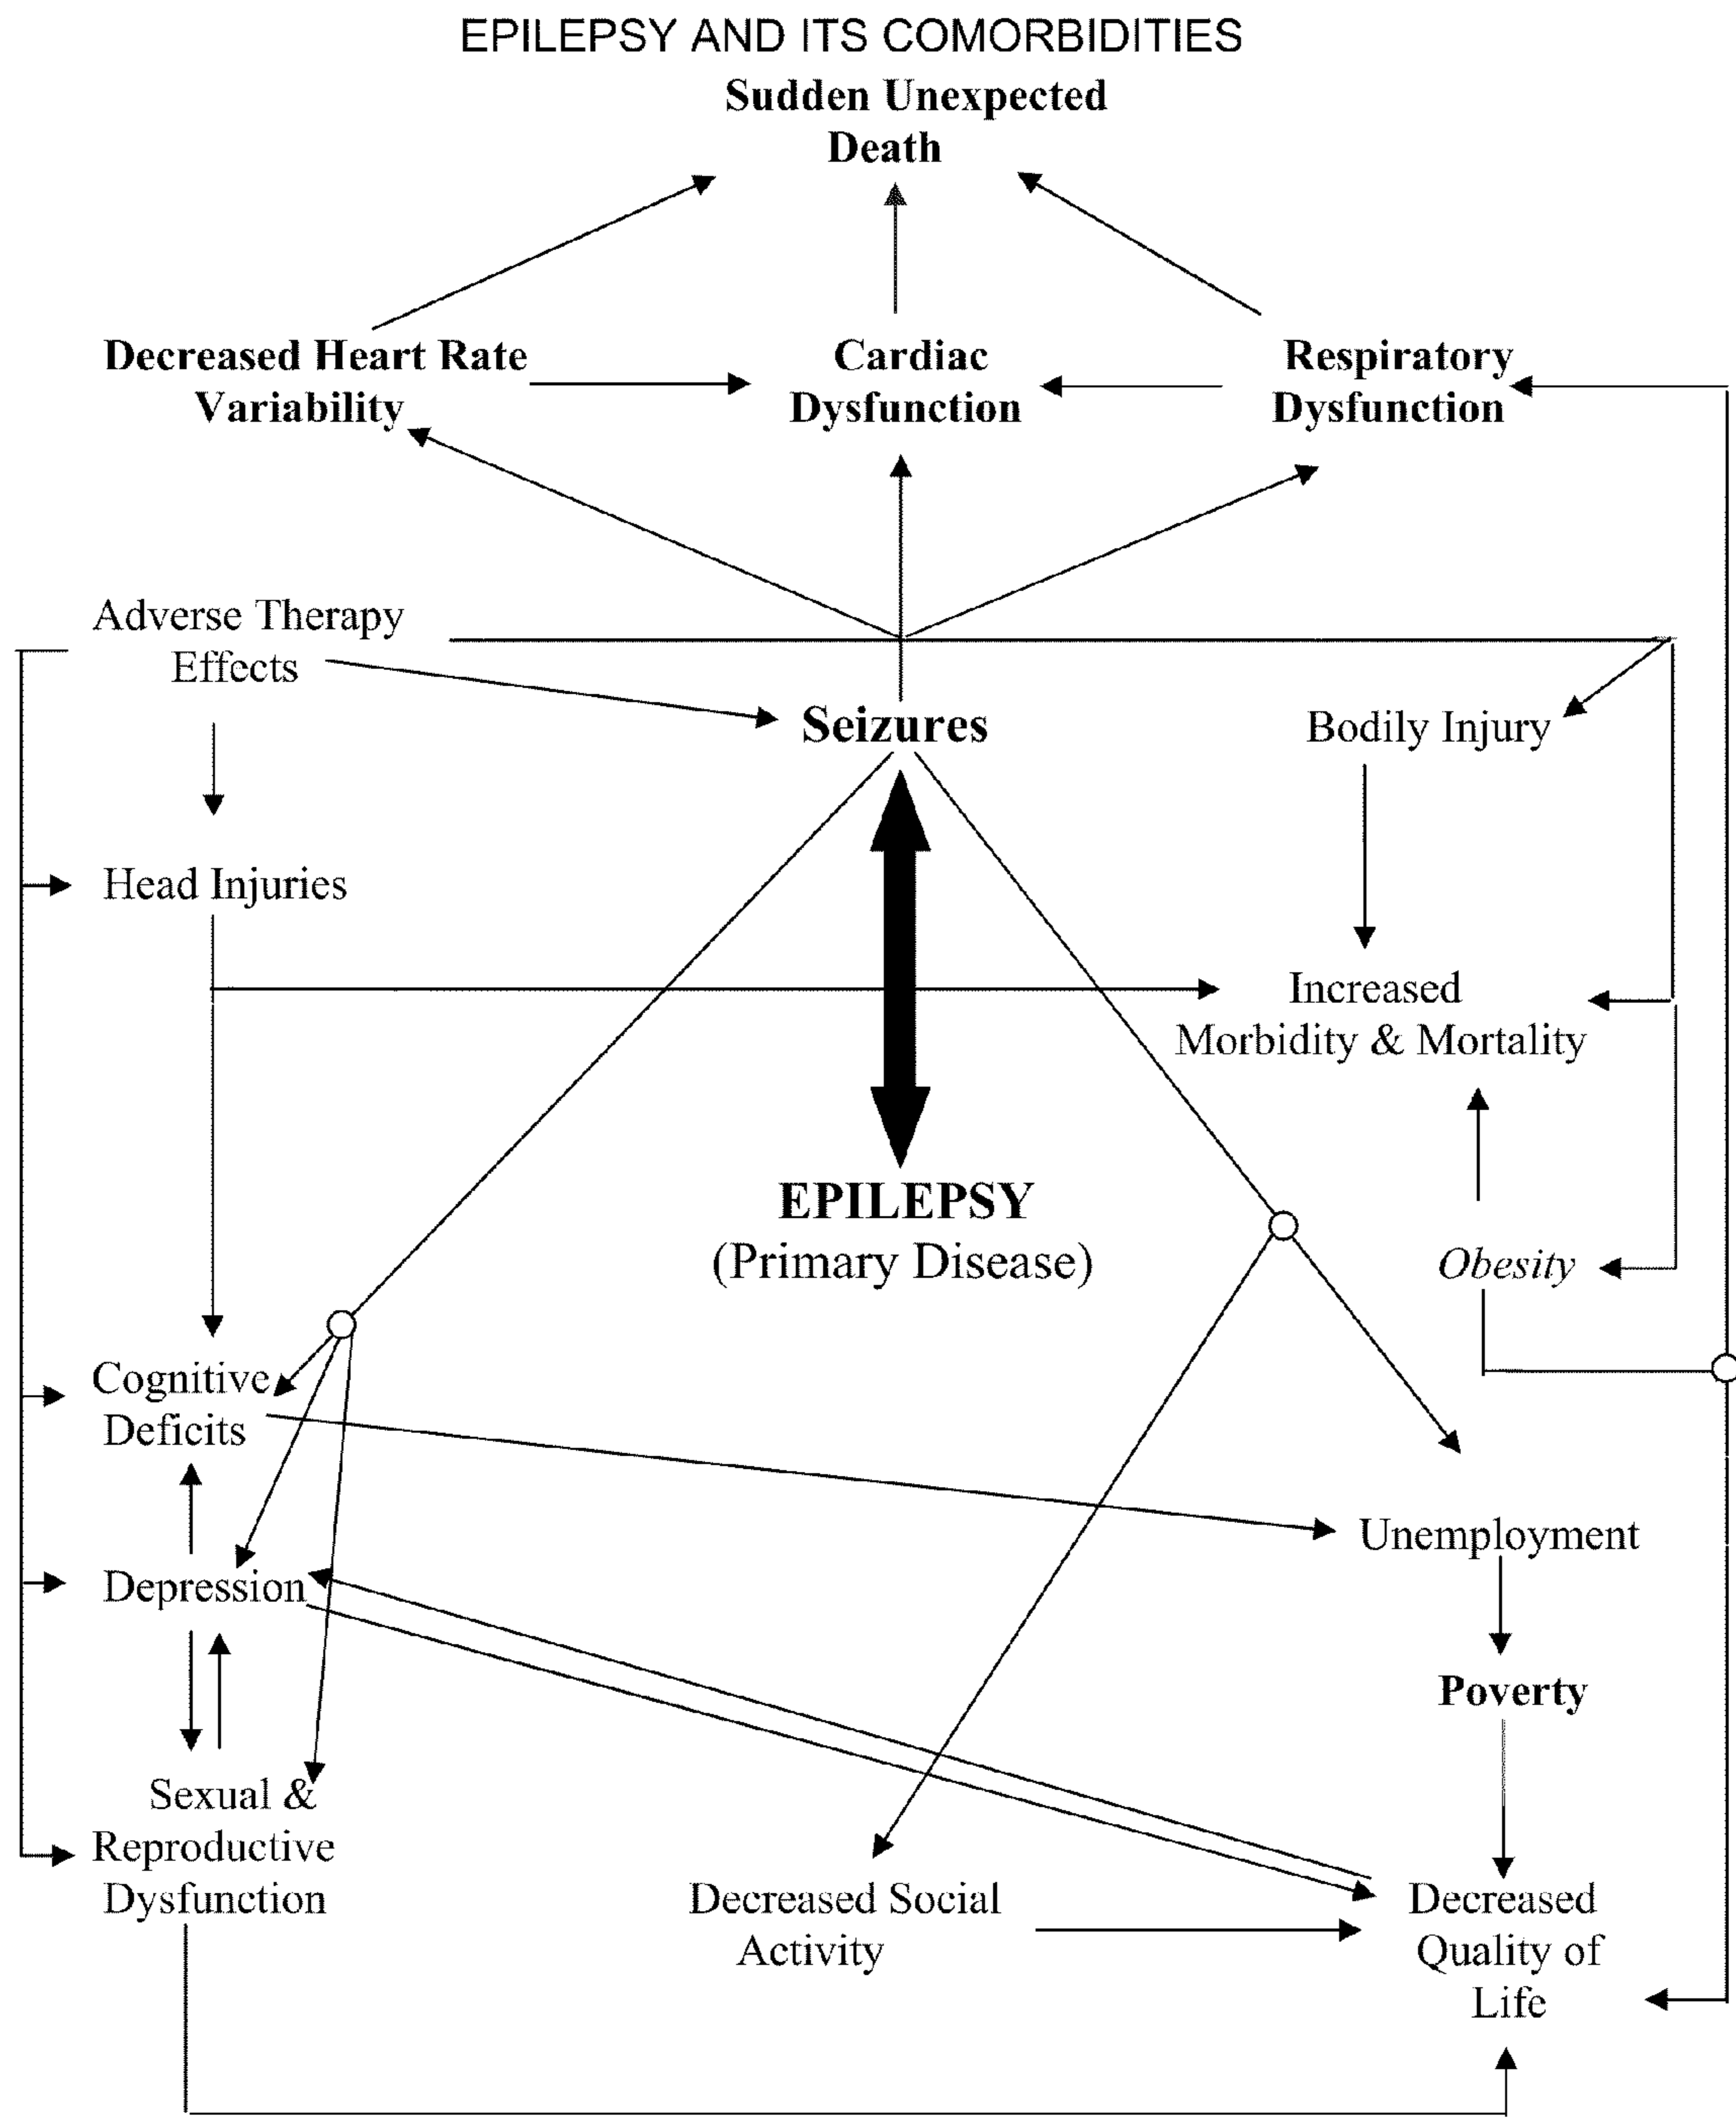 EPILEPSY AND ITS COMORBIDITIES
Sudden Unexpected
Death
Decreased Heart Rate
Variability
Cardiac
Dysfunction
Respiratory
Dysfunction
Adverse Therapy
Effects
Seizures
Bodily Injury
Head Injuries
Increased
Morbidity & Mortality
EPILEPSY
(Primary Disease)
Obesity
Cognitive
Deficits
Unemployment
Depression
Poverty
Sexual &
Reproductive
Dysfunction
Decreased Social
Activity
Decreased
Quality of
Life